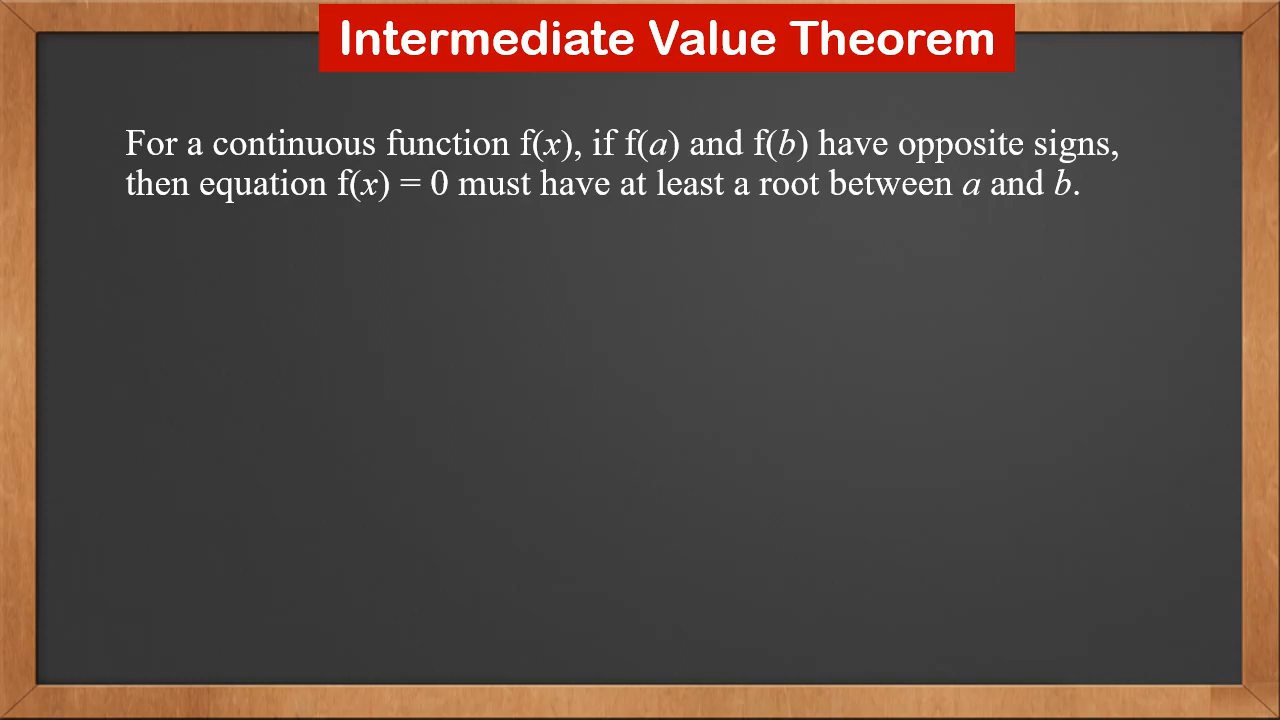 Intermediate Value Theorem
For a continuous function f(x), if f(a) and f(b) have opposite signs,
then equation f(x) = 0 must have at least a root between a and b.